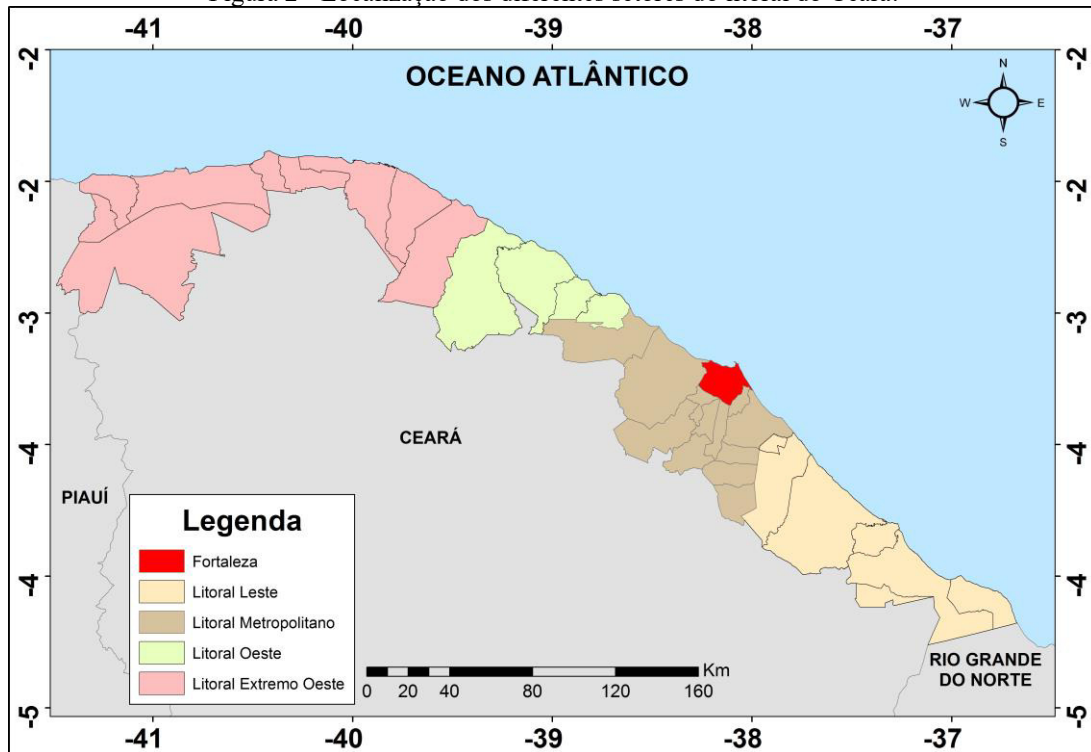 -41 -40 -39 -38 -37
-2 -2
OCEANO ATLÂNTICO
N
W E
S
-2 -2
-3 -3
-4 -4
CEARÁ
PIAUÍ
Legenda
Fortaleza
Litoral Leste
Litoral Metropolitano
Litoral Oeste
Litoral Extremo Oeste
Km
0 20 40 80 120 160
-4 -4
RIO GRANDE
DO NORTE
-5 -5
-41 -40 -39 -38 -37